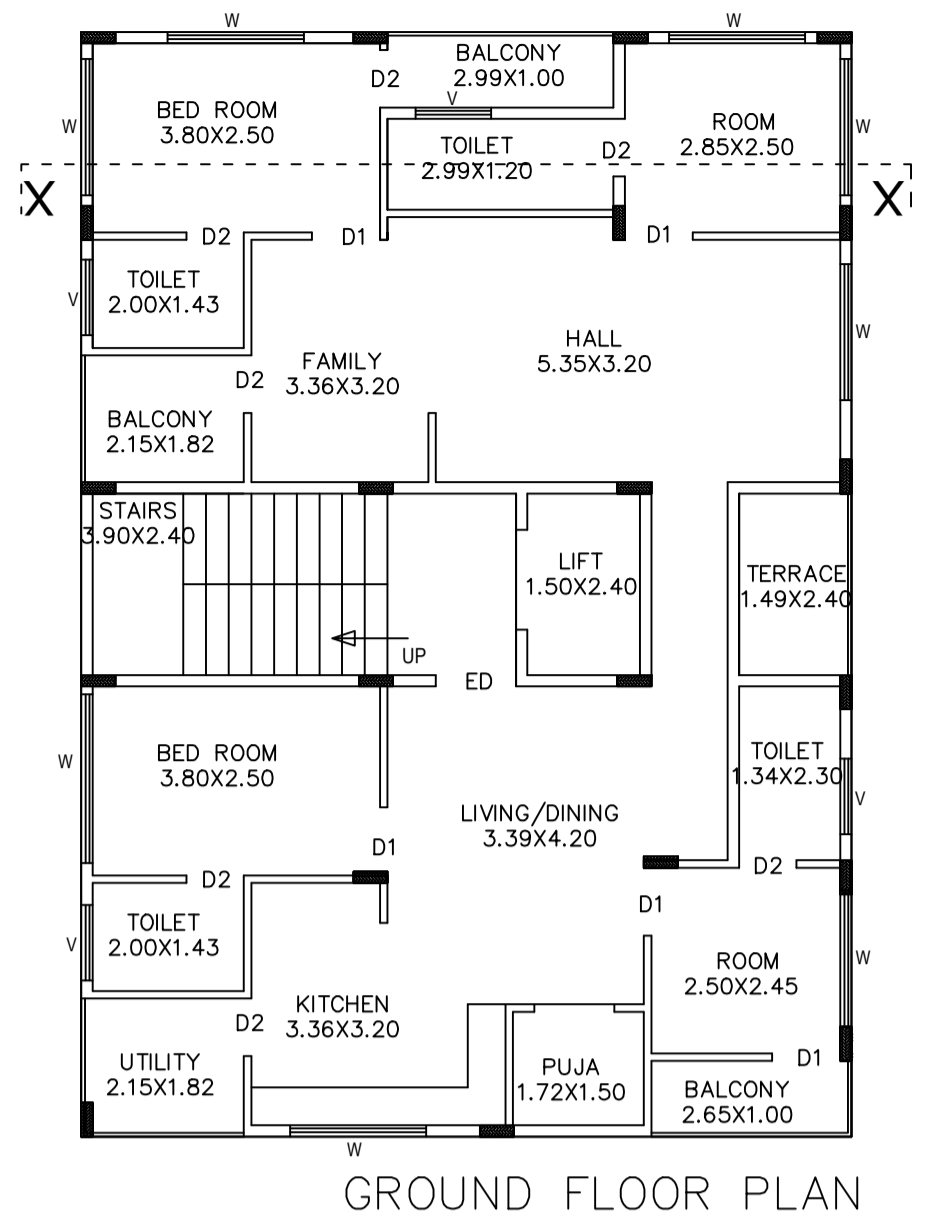 W
W
BALCONY
2.99X1.00
D2
V
BED ROOM
3.80X2.50
W
ROOM
2.85X2.50
W
TOILET
2.99X1.20
D2
X
X
D2
D1
D1
TOILET
2.00X1.43
V
HALL
5.35X3.20
W
FAMILY
3.36X3.20
D2
BALCONY
2.15X1.82
STAIRS
3.90X2.40
LIFT
1.50X2.40
TERRACE
1.49X2.40
UP
ED
BED ROOM
3.80X2.50
W
TOILET
1.34X2.30
V
LIVING/DINING
3.39X4.20
D1
D2
D2
D1
TOILET
2.00X1.43
V
ROOM
2.50X2.45
W
KITCHEN
3.36X3.20
D2
UTILITY
2.15X1.82
PUJA
1.72X1.50
D1
BALCONY
2.65X1.00
W
GROUND FLOOR PLAN